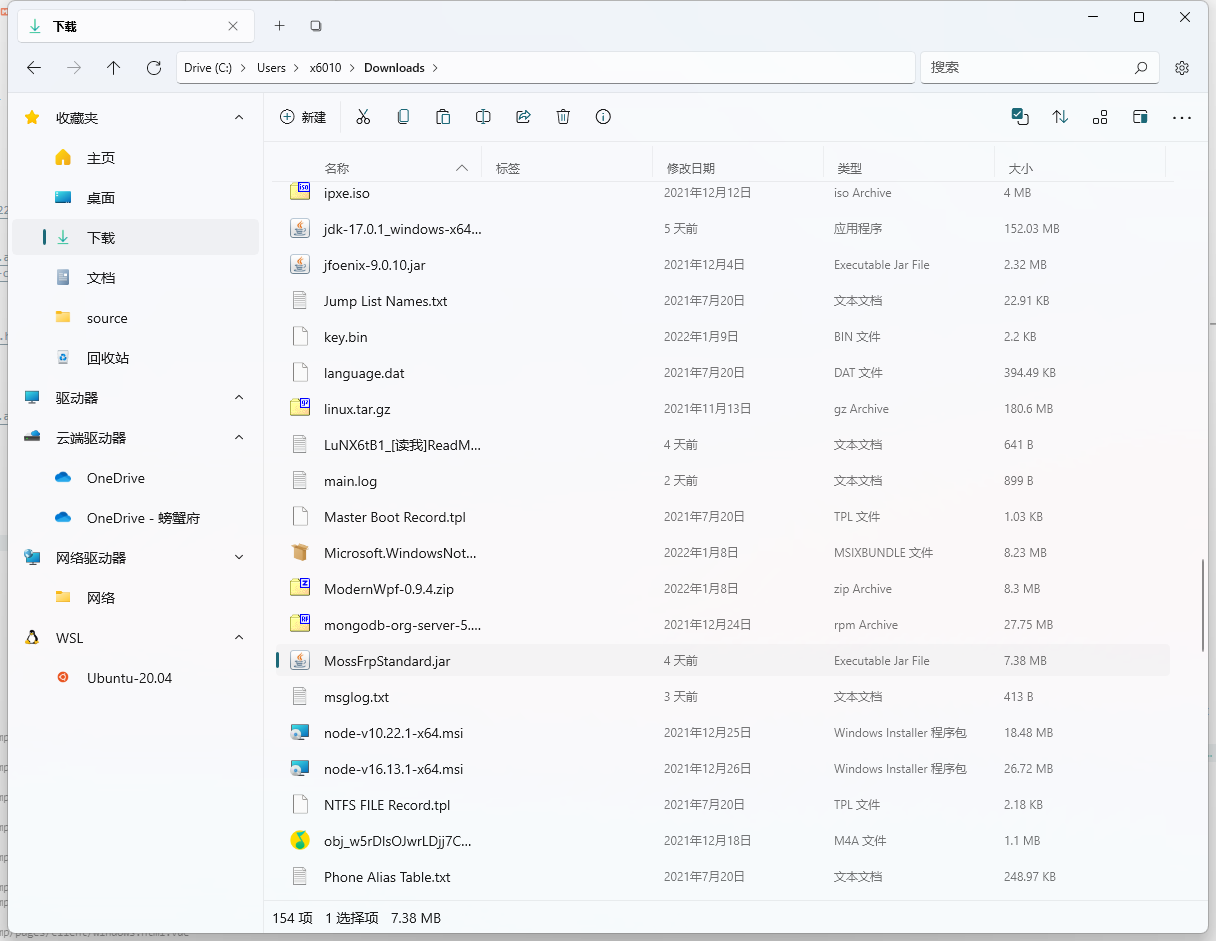 下载
Drive (C:) > Users > x6010 > Downloads >
搜索
收藏夹
主页
桌面
下载
文档
source
回收站
驱动器
云端驱动器
OneDrive
OneDrive - 螃蟹府
网络驱动器
网络
WSL
Ubuntu-20.04
新建
名称 标签 修改日期 类型 大小
ipxe.iso 2021年12月12日 iso Archive 4 MB
jdk-17.0.1_windows-x64... 5 天前 应用程序 152.03 MB
jfoenix-9.0.10.jar 2021年12月4日 Executable Jar File 2.32 MB
Jump List Names.txt 2021年7月20日 文本文档 22.91 KB
key.bin 2022年1月9日 BIN 文件 2.2 KB
language.dat 2021年7月20日 DAT 文件 394.49 KB
linux.tar.gz 2021年11月13日 gz Archive 180.6 MB
LuNX6tB1_[读我]ReadM... 4 天前 文本文档 641 B
main.log 2 天前 文本文档 899 B
Master Boot Record.tpl 2021年7月20日 TPL 文件 1.03 KB
Microsoft.WindowsNot... 2022年1月8日 MSIXBUNDLE 文件 8.23 MB
ModernWpf-0.9.4.zip 2022年1月8日 zip Archive 8.3 MB
mongodb-org-server-5.... 2021年12月24日 rpm Archive 27.75 MB
MossFrpStandard.jar 4 天前 Executable Jar File 7.38 MB
msglog.txt 3 天前 文本文档 413 B
node-v10.22.1-x64.msi 2021年12月25日 Windows Installer 程序包 18.48 MB
node-v16.13.1-x64.msi 2021年12月26日 Windows Installer 程序包 26.72 MB
NTFS FILE Record.tpl 2021年7月20日 TPL 文件 2.18 KB
obj_w5rDlsOJwrLDjj7C... 2021年12月18日 M4A 文件 1.1 MB
Phone Alias Table.txt 2021年7月20日 文本文档 248.97 KB
154 项 1 选择项 7.38 MB